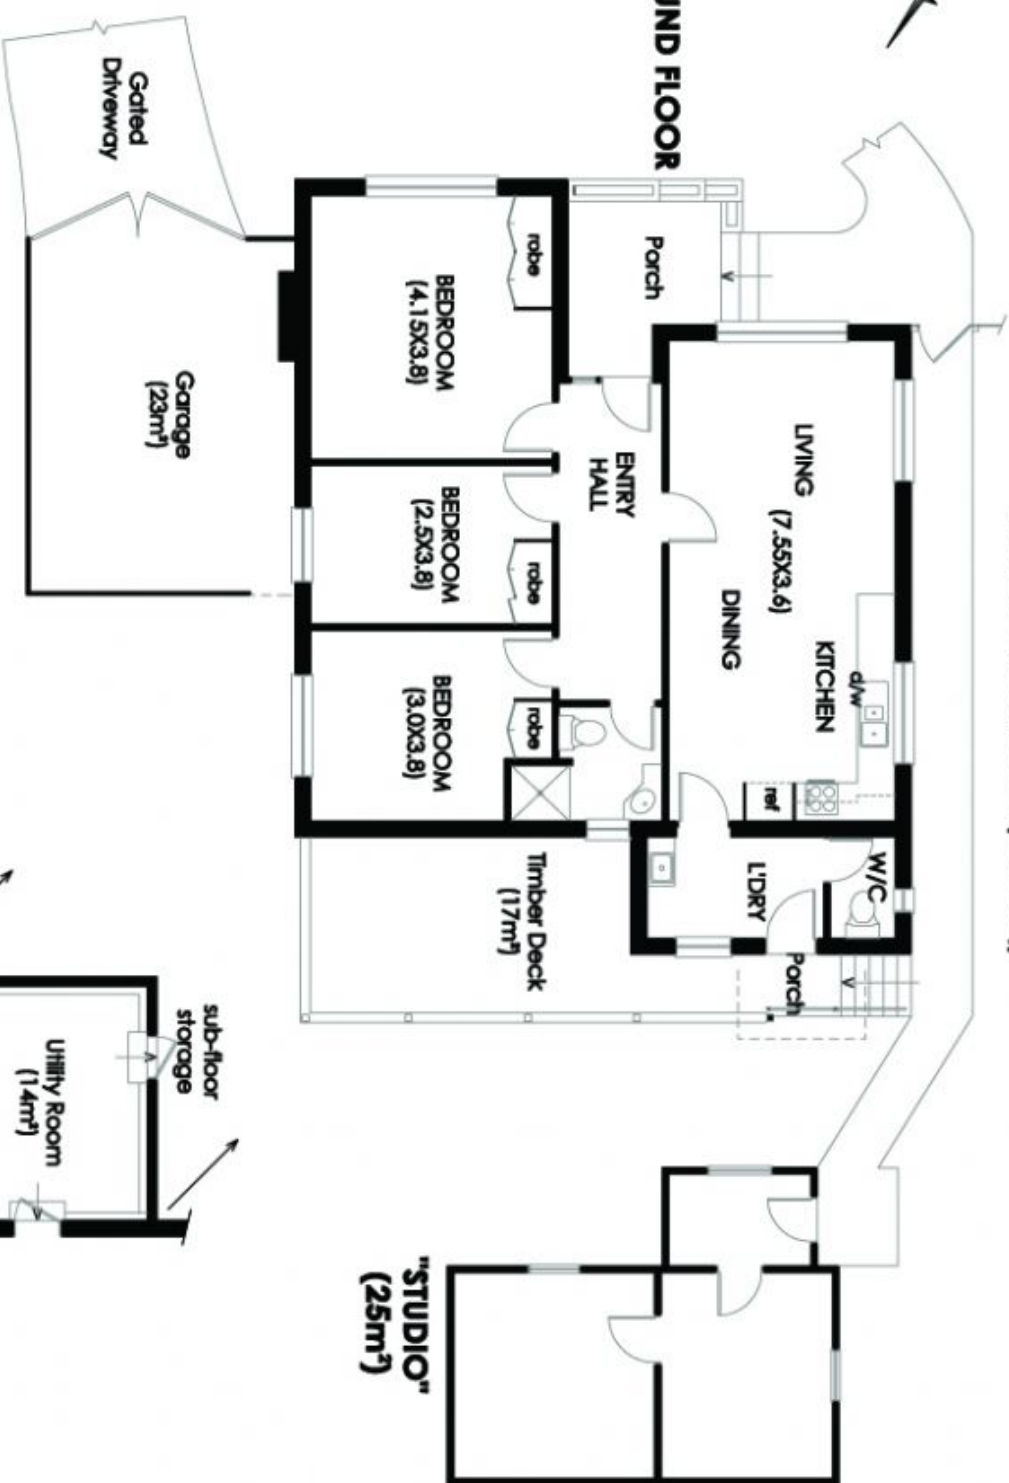 W/C
KITCHEN
d/w
LIVING
(7.55X3.6)
DINING
ref
L'DRY
Porch
UND FLOOR
Porch
ENTRY
HALL
robe
robe
robe
Timber Deck
(17m²)
BEDROOM
(4.15X3.8)
BEDROOM
(2.5X3.8)
BEDROOM
(3.0X3.8)
"STUDIO"
(25m²)
sub-floor
storage
Garage
(23m²)
Gated
Driveway
Utility Room
(14m²)